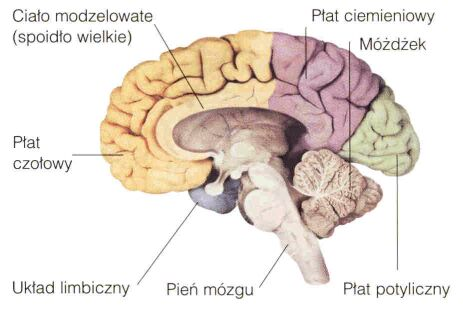 Ciało modzelowate
(spoidło wielkie)
Płat ciemieniowy
Móżdżek
Płat
czołowy
Układ limbiczny
Pień mózgu
Płat potyliczny